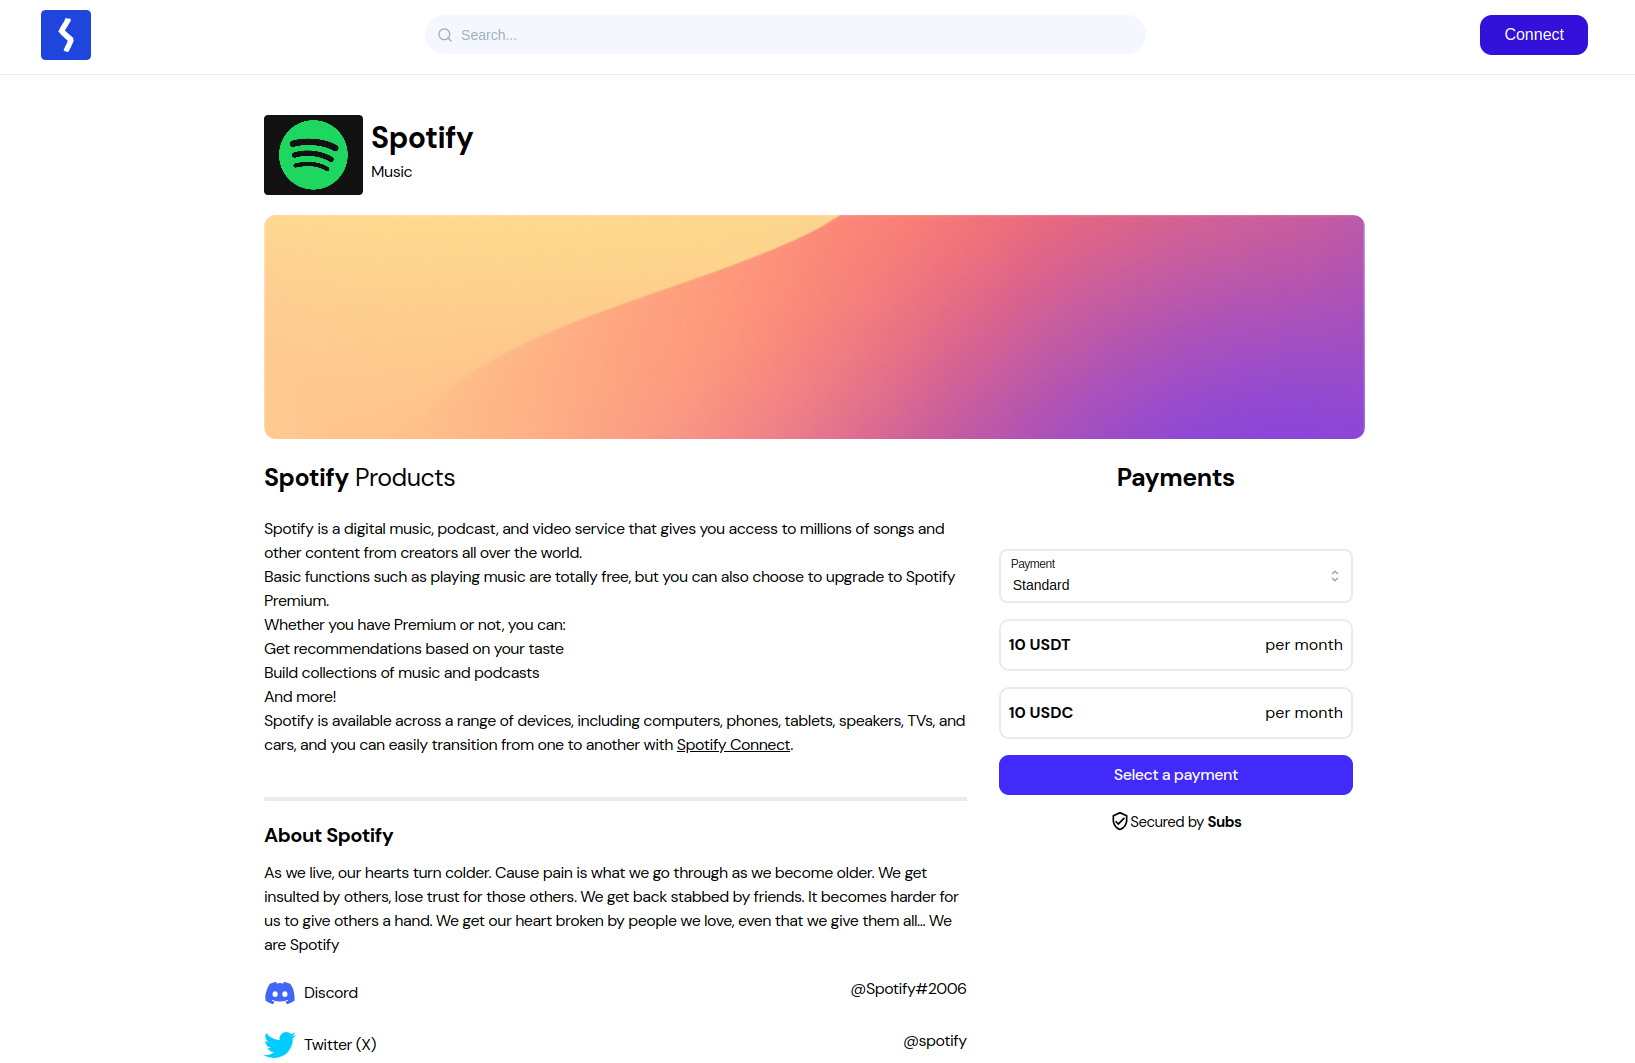 Search...
Connect
Spotify
Music
Spotify Products
Spotify is a digital music, podcast, and video service that gives you access to millions of songs and
other content from creators all over the world.
Basic functions such as playing music are totally free, but you can also choose to upgrade to Spotify
Premium.
Whether you have Premium or not, you can:
Get recommendations based on your taste
Build collections of music and podcasts
And more!
Spotify is available across a range of devices, including computers, phones, tablets, speakers, TVs, and
cars, and you can easily transition from one to another with Spotify Connect.
About Spotify
As we live, our hearts turn colder. Cause pain is what we go through as we become older. We get
insulted by others, lose trust for those others. We get back stabbed by friends. It becomes harder for
us to give others a hand. We get our heart broken by people we love, even that we give them all... We
are Spotify
Discord @Spotify#2006
Twitter (X) @spotify
Payments
Payment
Standard
10 USDT per month
10 USDC per month
Select a payment
Secured by Subs